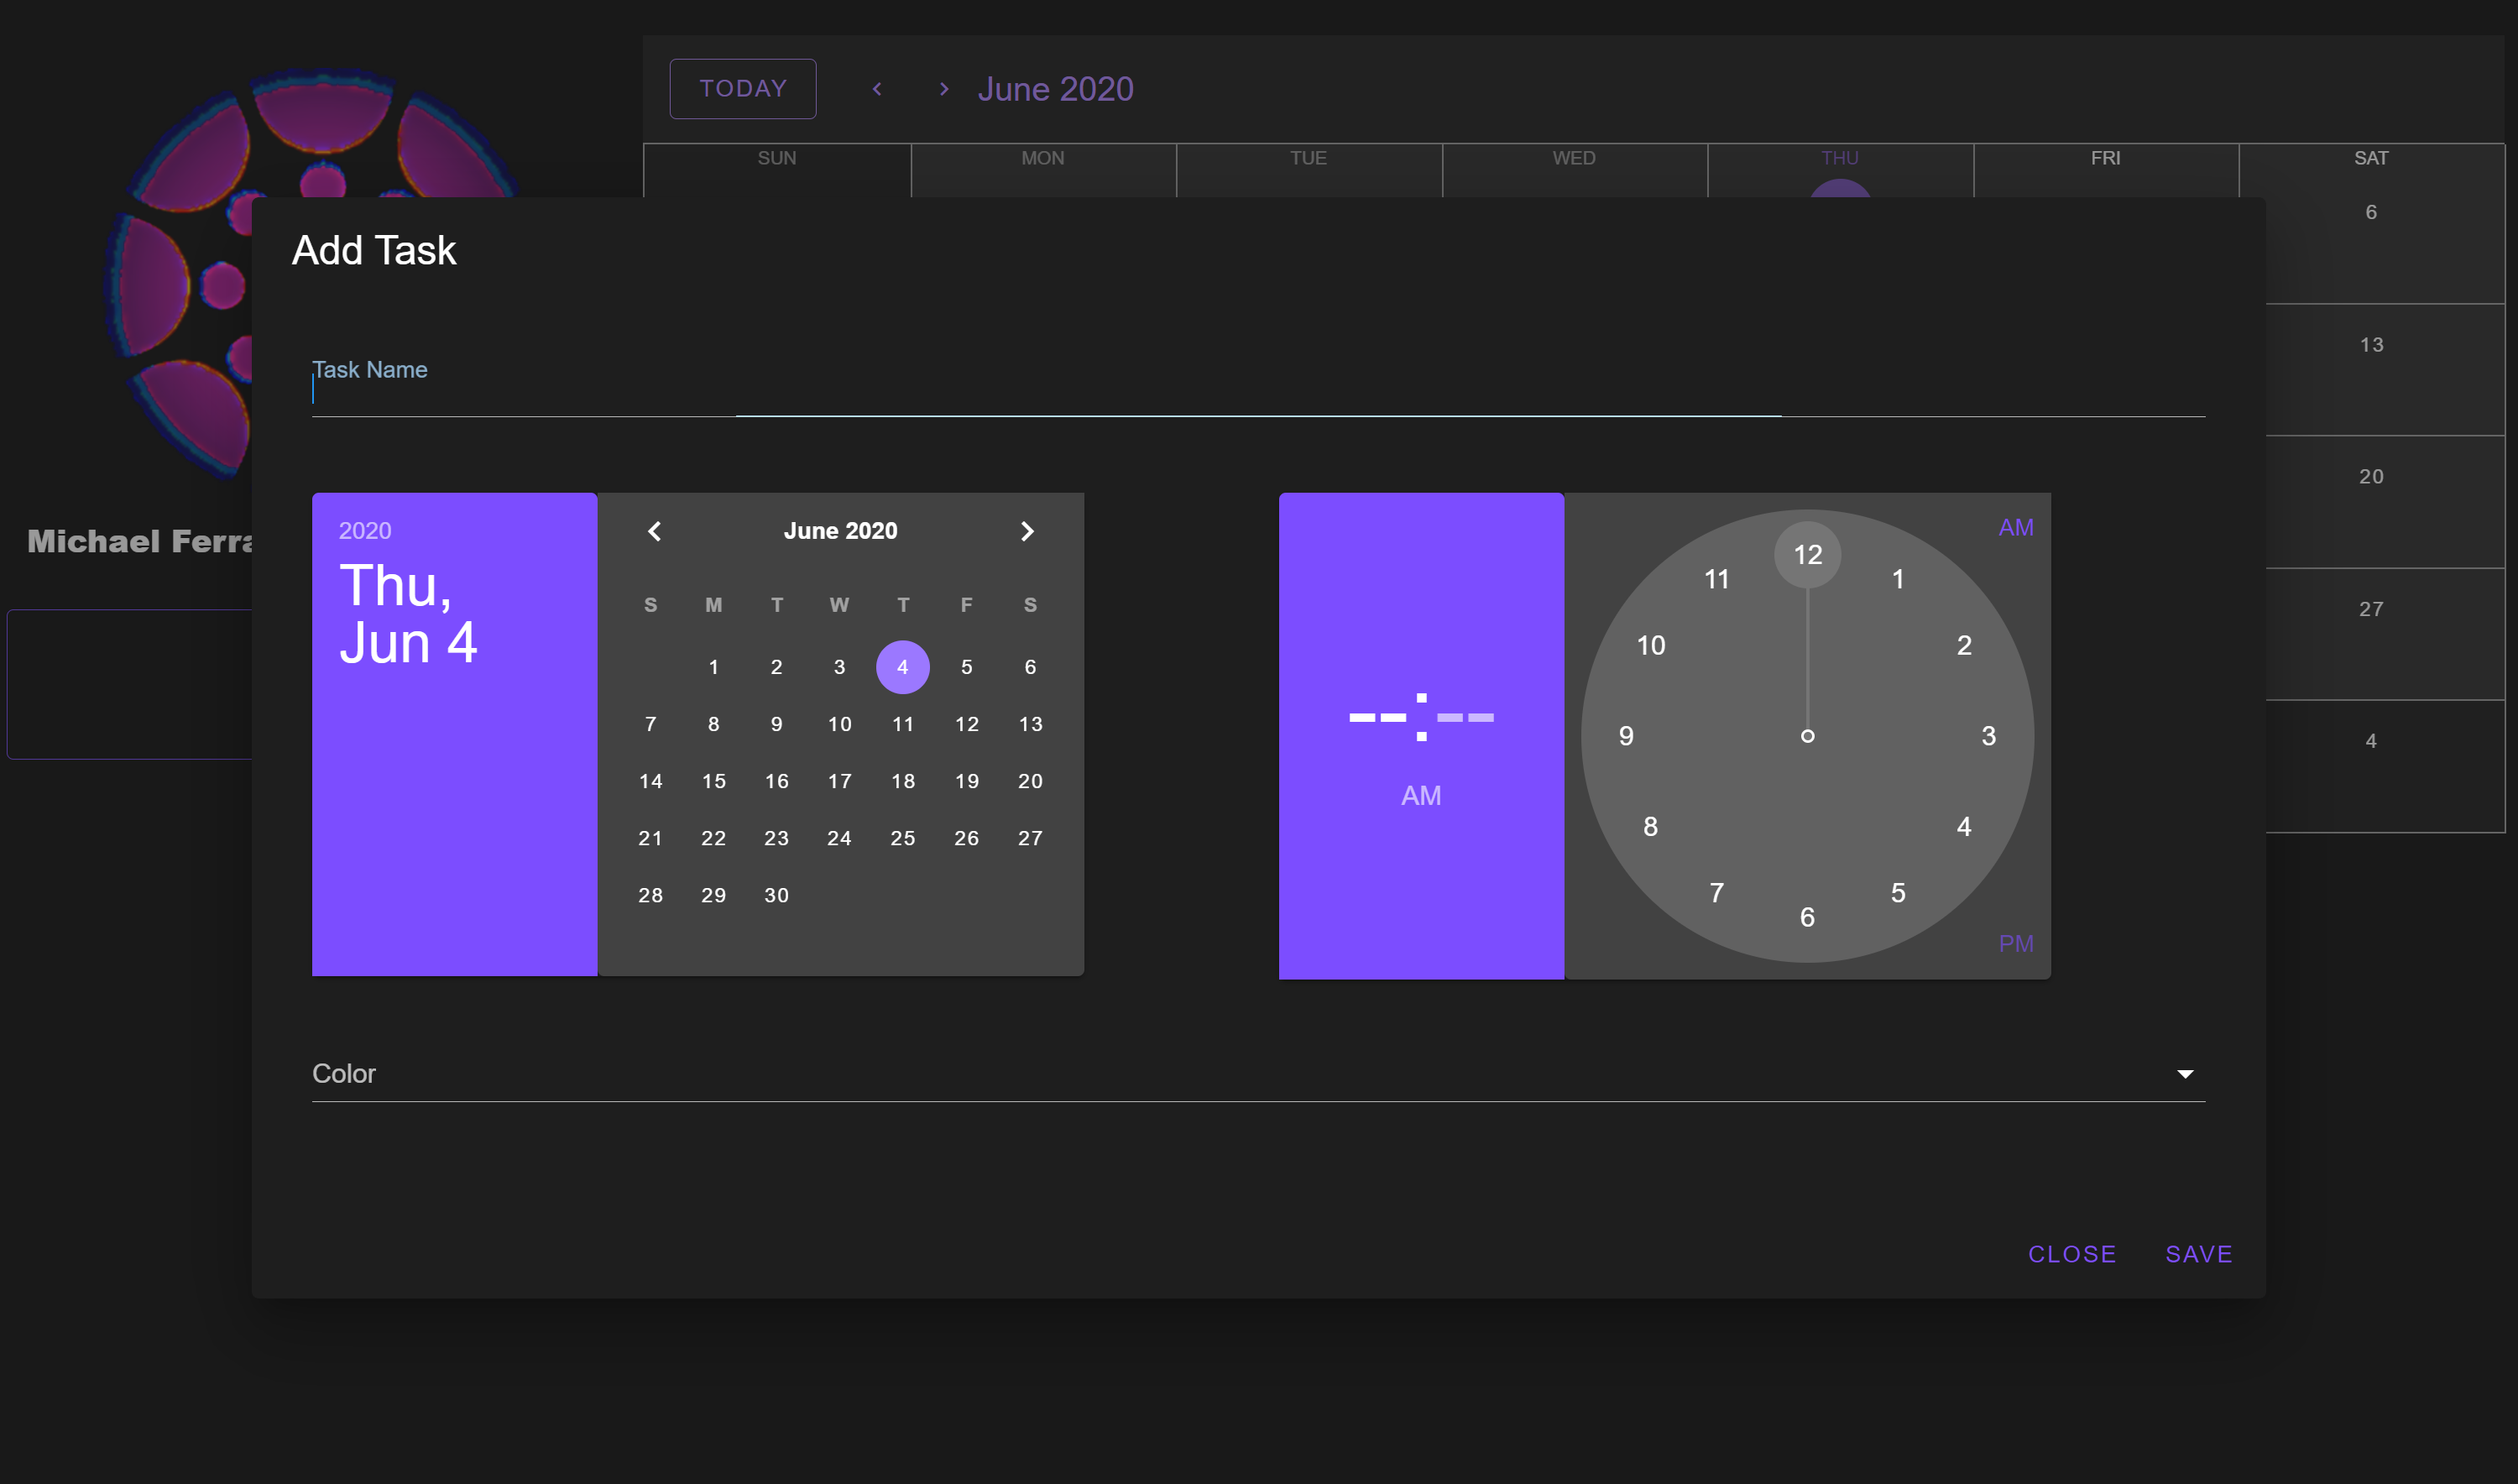 TODAY June 2020
SUN MON TUE WED THU FRI SAT
6
13
20
27
4
Michael
Add Task
Task Name
2020
Thu,
Jun 4
June 2020
S M T W T F S
1 2 3 4 5 6
7 8 9 10 11 12 13
14 15 16 17 18 19 20
21 22 23 24 25 26 27
28 29 30
--:--
AM
AM
12
11 1
10 2
9 3
8 4
7 5
6
PM
Color
CLOSE SAVE